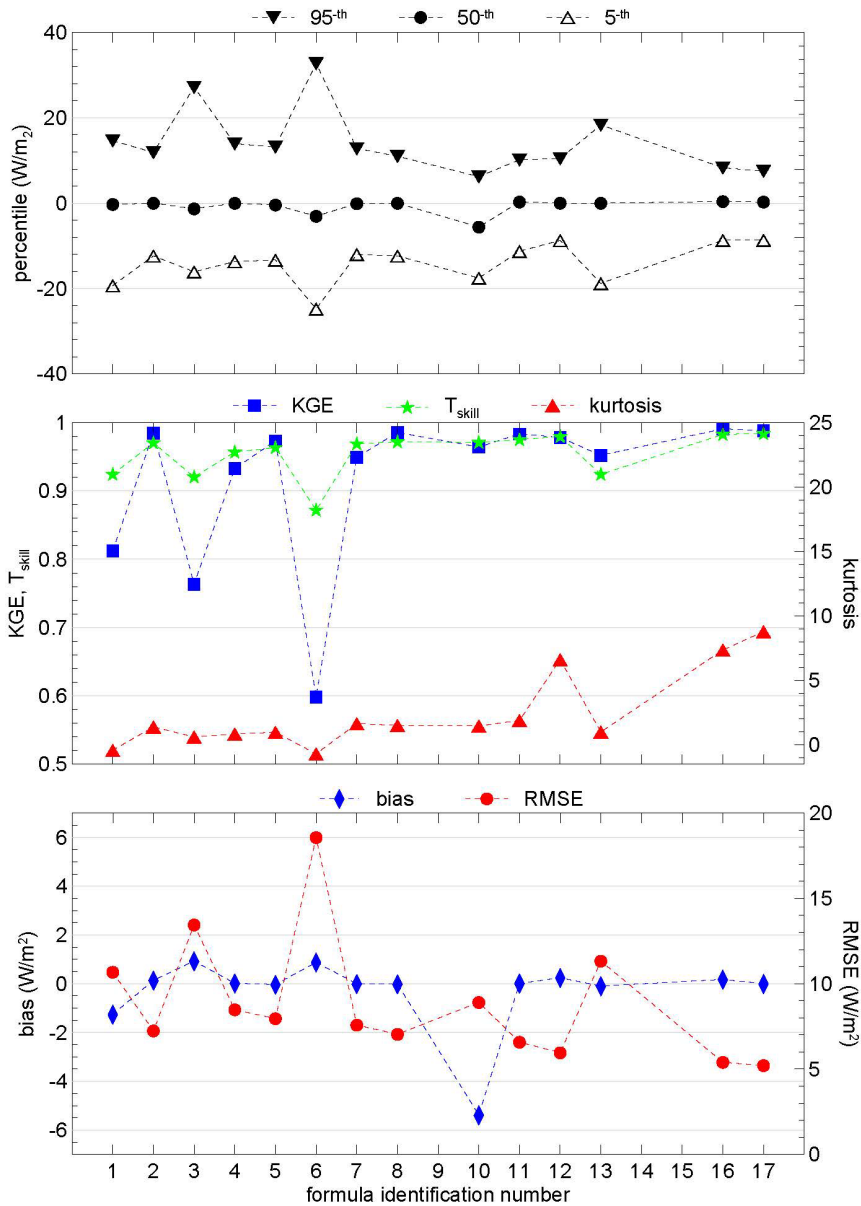 95-th 50-th 5-th
40
20
0
-20
-40
percentile (W/m2)
KGE Tskill kurtosis
1
0.9
0.8
0.7
0.6
0.5
KGE, Tskill
25
20
15
10
5
0
kurtosis
bias RMSE
6
4
2
0
-2
-4
-6
bias (W/m²)
20
15
10
5
0
RMSE (W/m²)
1 2 3 4 5 6 7 8 9 10 11 12 13 14 15 16 17
formula identification number